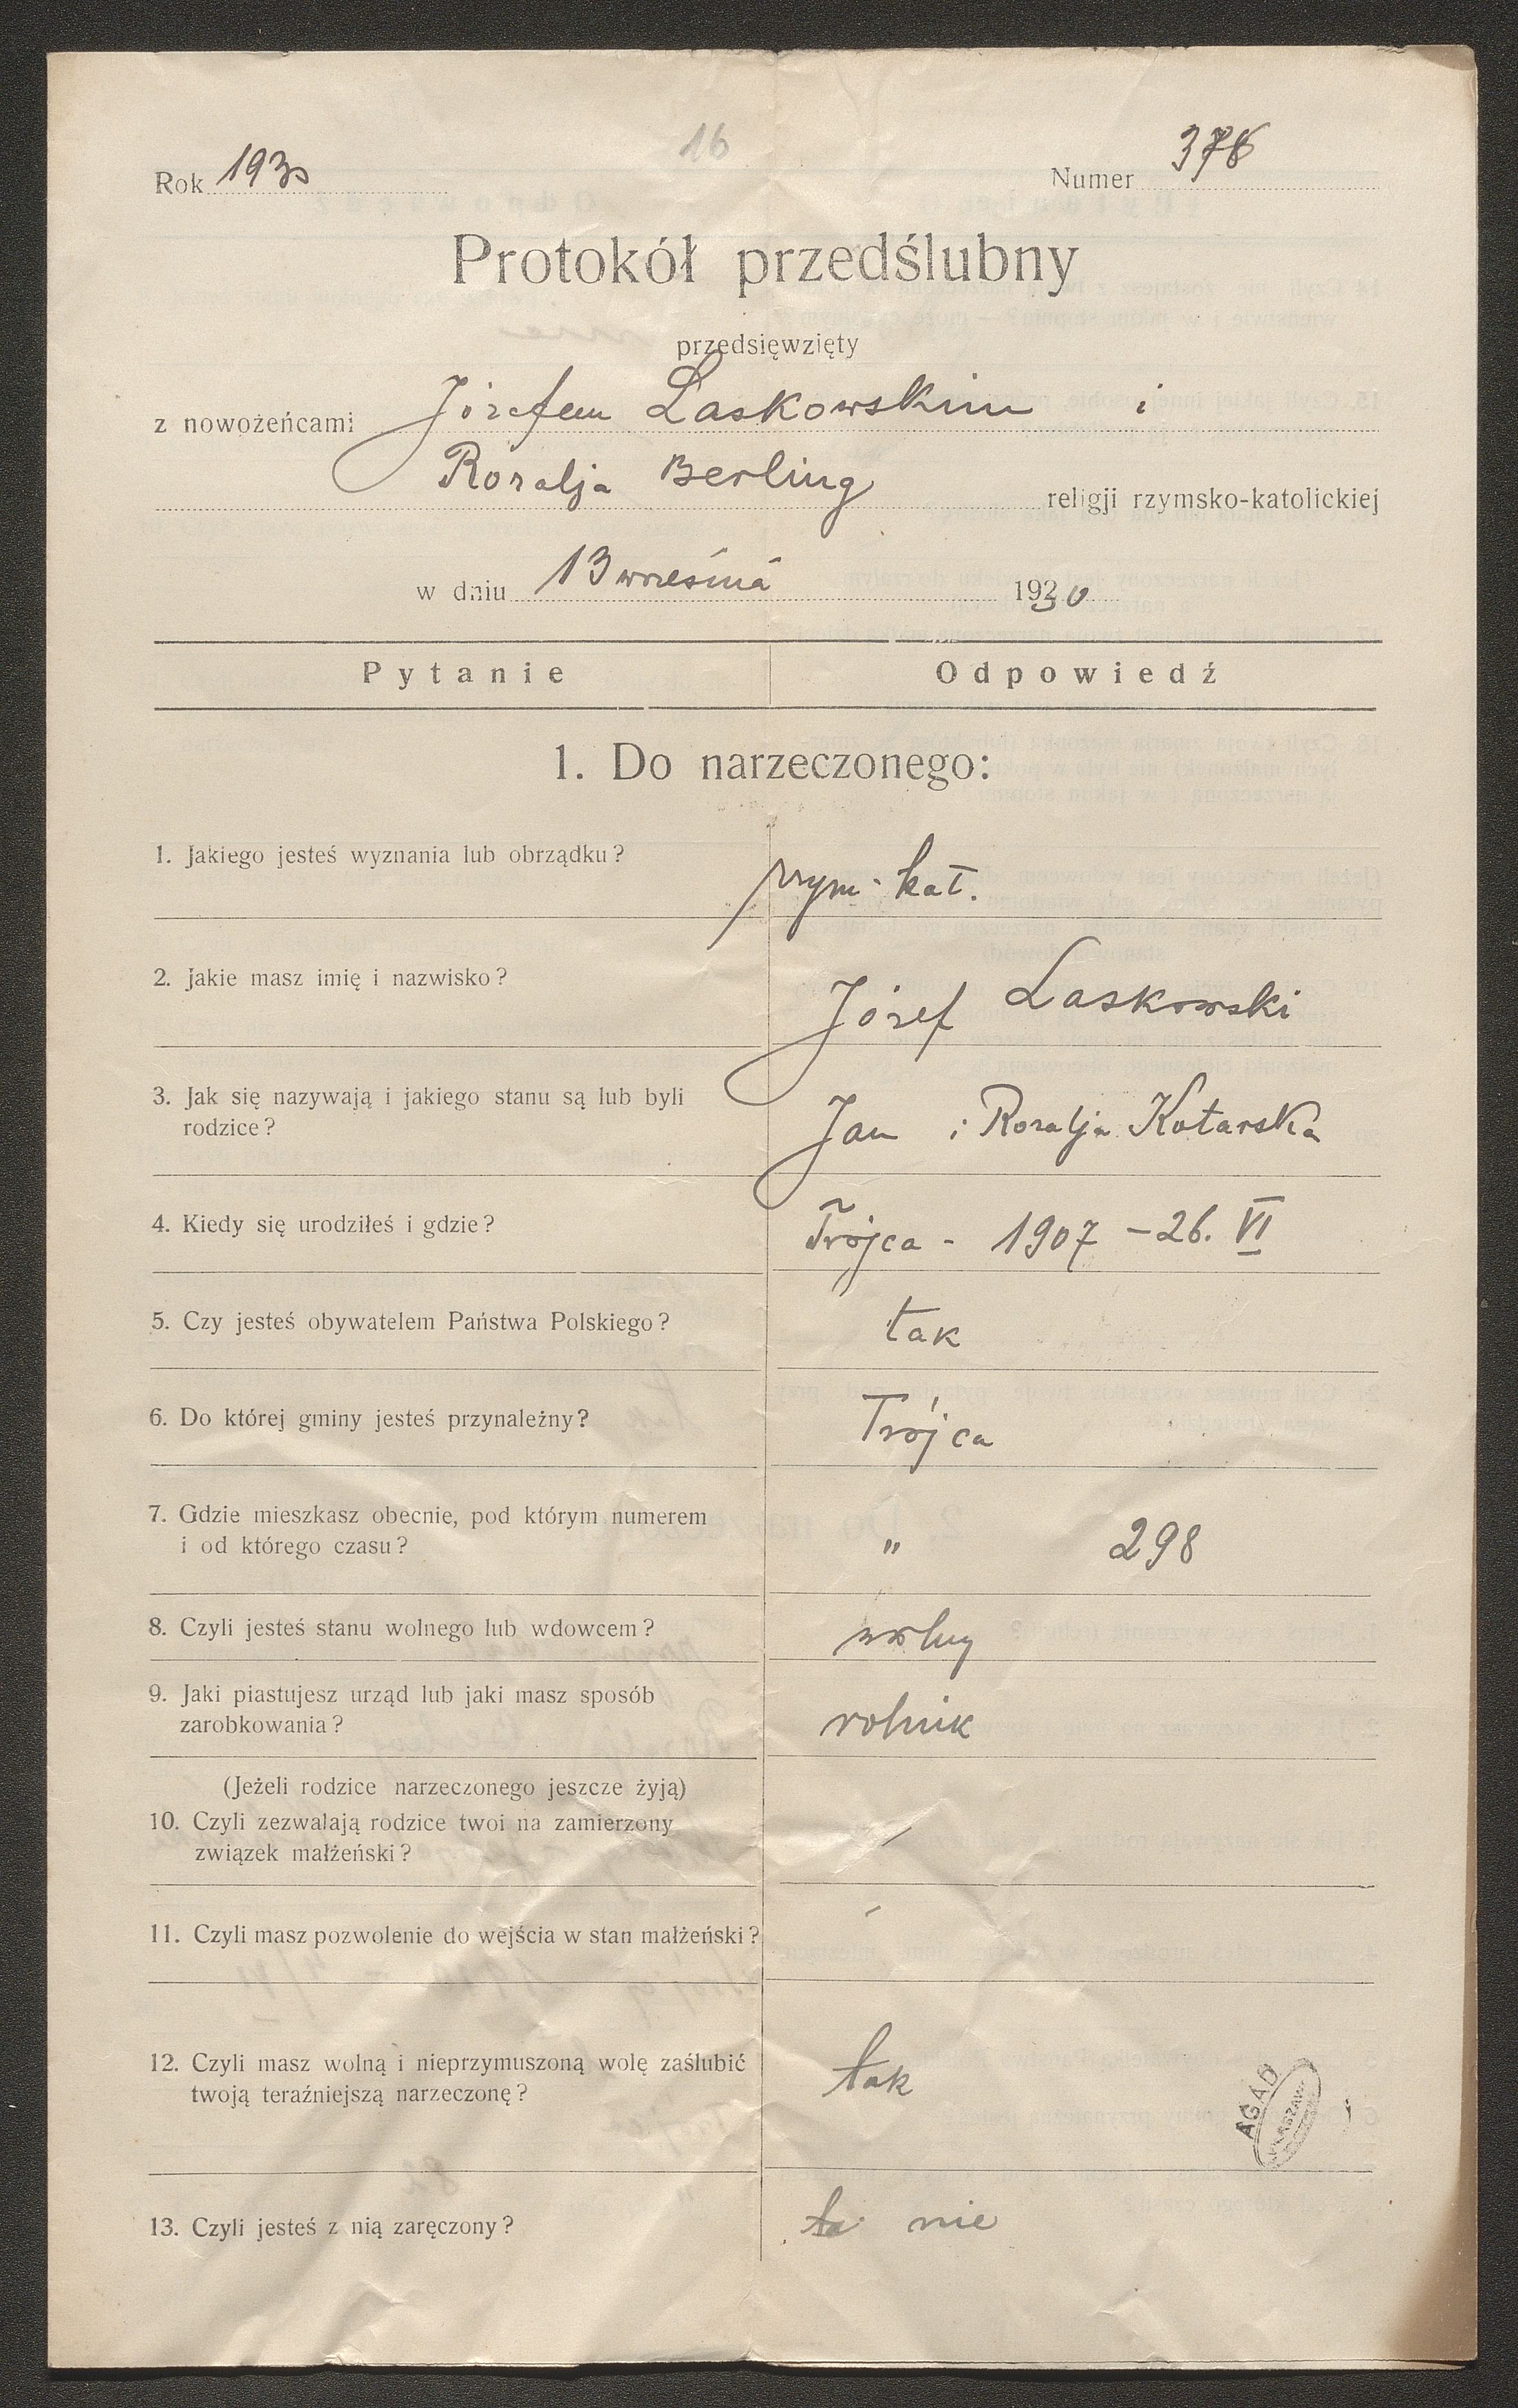 16
Rok 1930 Numer 376
Protokół przedślubny
przedsięwzięty
z nowożeńcami Józefem Laskowskim i
Rozalja Berling religji rzymsko-katolickiej
w dniu 13 wrzesina 1930
Pytanie Odpowiedź
1. Do narzeczonego:
1. Jakiego jesteś wyznania lub obrządku? rzym-kat.
2. Jakie masz imię i nazwisko? Józef Laskowski
3. Jak się nazywają i jakiego stanu są lub byli
rodzice? Jan i Rozalja Kotarska
4. Kiedy się urodziłeś i gdzie? Trójca - 1907 - 26. VI
5. Czy jesteś obywatelem Państwa Polskiego? tak
6. Do której gminy jesteś przynależny? Trójca
7. Gdzie mieszkasz obecnie, pod którym numerem
i od którego czasu? " 298
8. Czyli jesteś stanu wolnego lub wdowcem? wolny
9. Jaki piastujesz urząd lub jaki masz sposób
zarobkowania? rolnik
(Jeżeli rodzice narzeczonego jeszcze żyją)
10. Czyli zezwalają rodzice twoi na zamierzony
związek małżeński? -
11. Czyli masz pozwolenie do wejścia w stan małżeński? -
12. Czyli masz wolną i nieprzymuszoną wolę zaślubić
twoją teraźniejszą narzeczonę? tak
AGAD
WARSZAWA
13. Czyli jesteś z nią zaręczony? ta nie